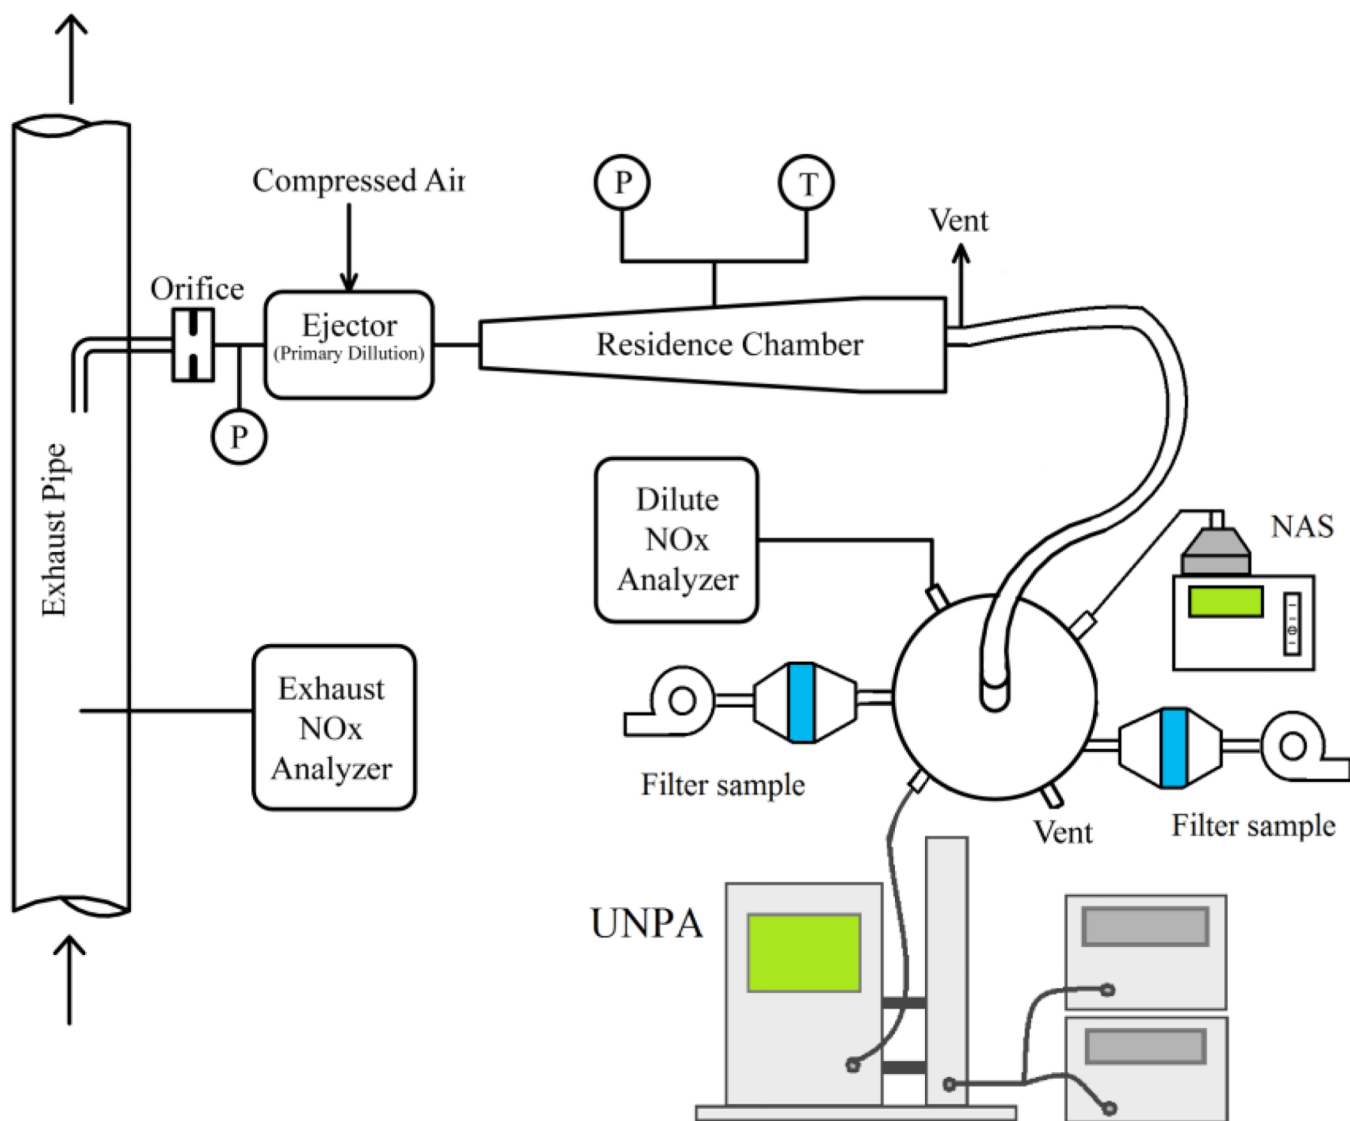 Compressed Air
P
T
Vent
Orifice
Ejector
(Primary Dillution)
Residence Chamber
P
Exhaust Pipe
Dilute
NOx
Analyzer
NAS
Exhaust
NOx
Analyzer
Filter sample
Vent
Filter sample
UNPA